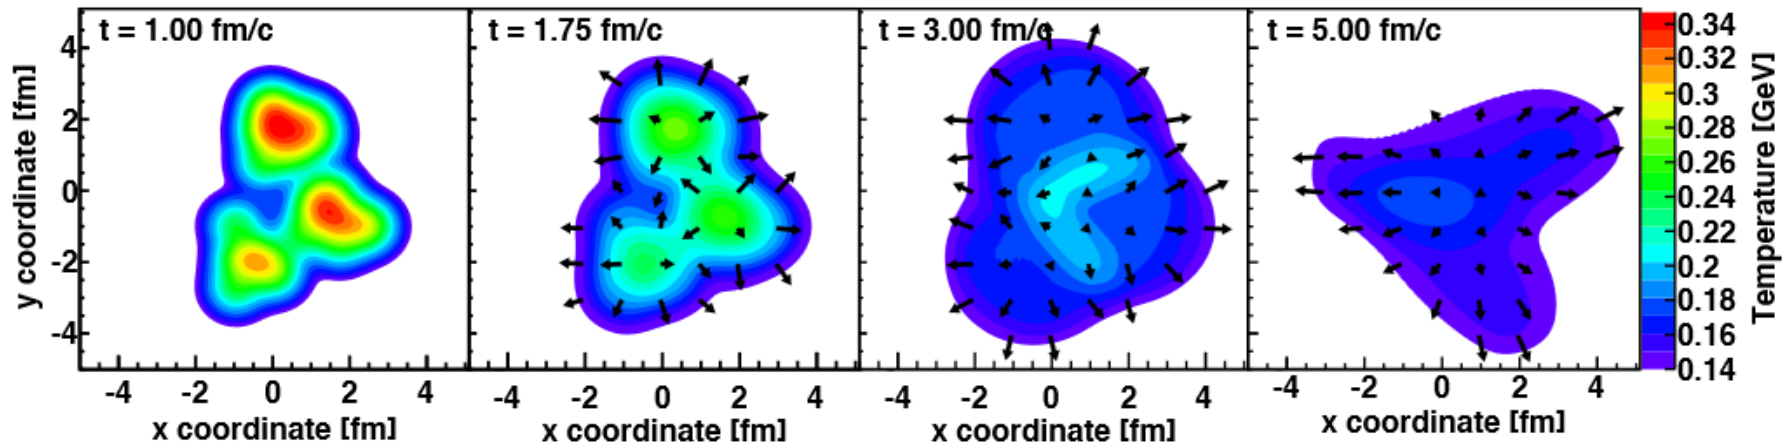 t = 1.00 fm/c
t = 1.75 fm/c
t = 3.00 fm/c
t = 5.00 fm/c
y coordinate [fm]
4
2
0
-2
-4
-4 -2 0 2 4
x coordinate [fm]
-4 -2 0 2 4
x coordinate [fm]
-4 -2 0 2 4
x coordinate [fm]
-4 -2 0 2 4
x coordinate [fm]
0.34
0.32
0.3
0.28
0.26
0.24
0.22
0.2
0.18
0.16
0.14
Temperature [GeV]